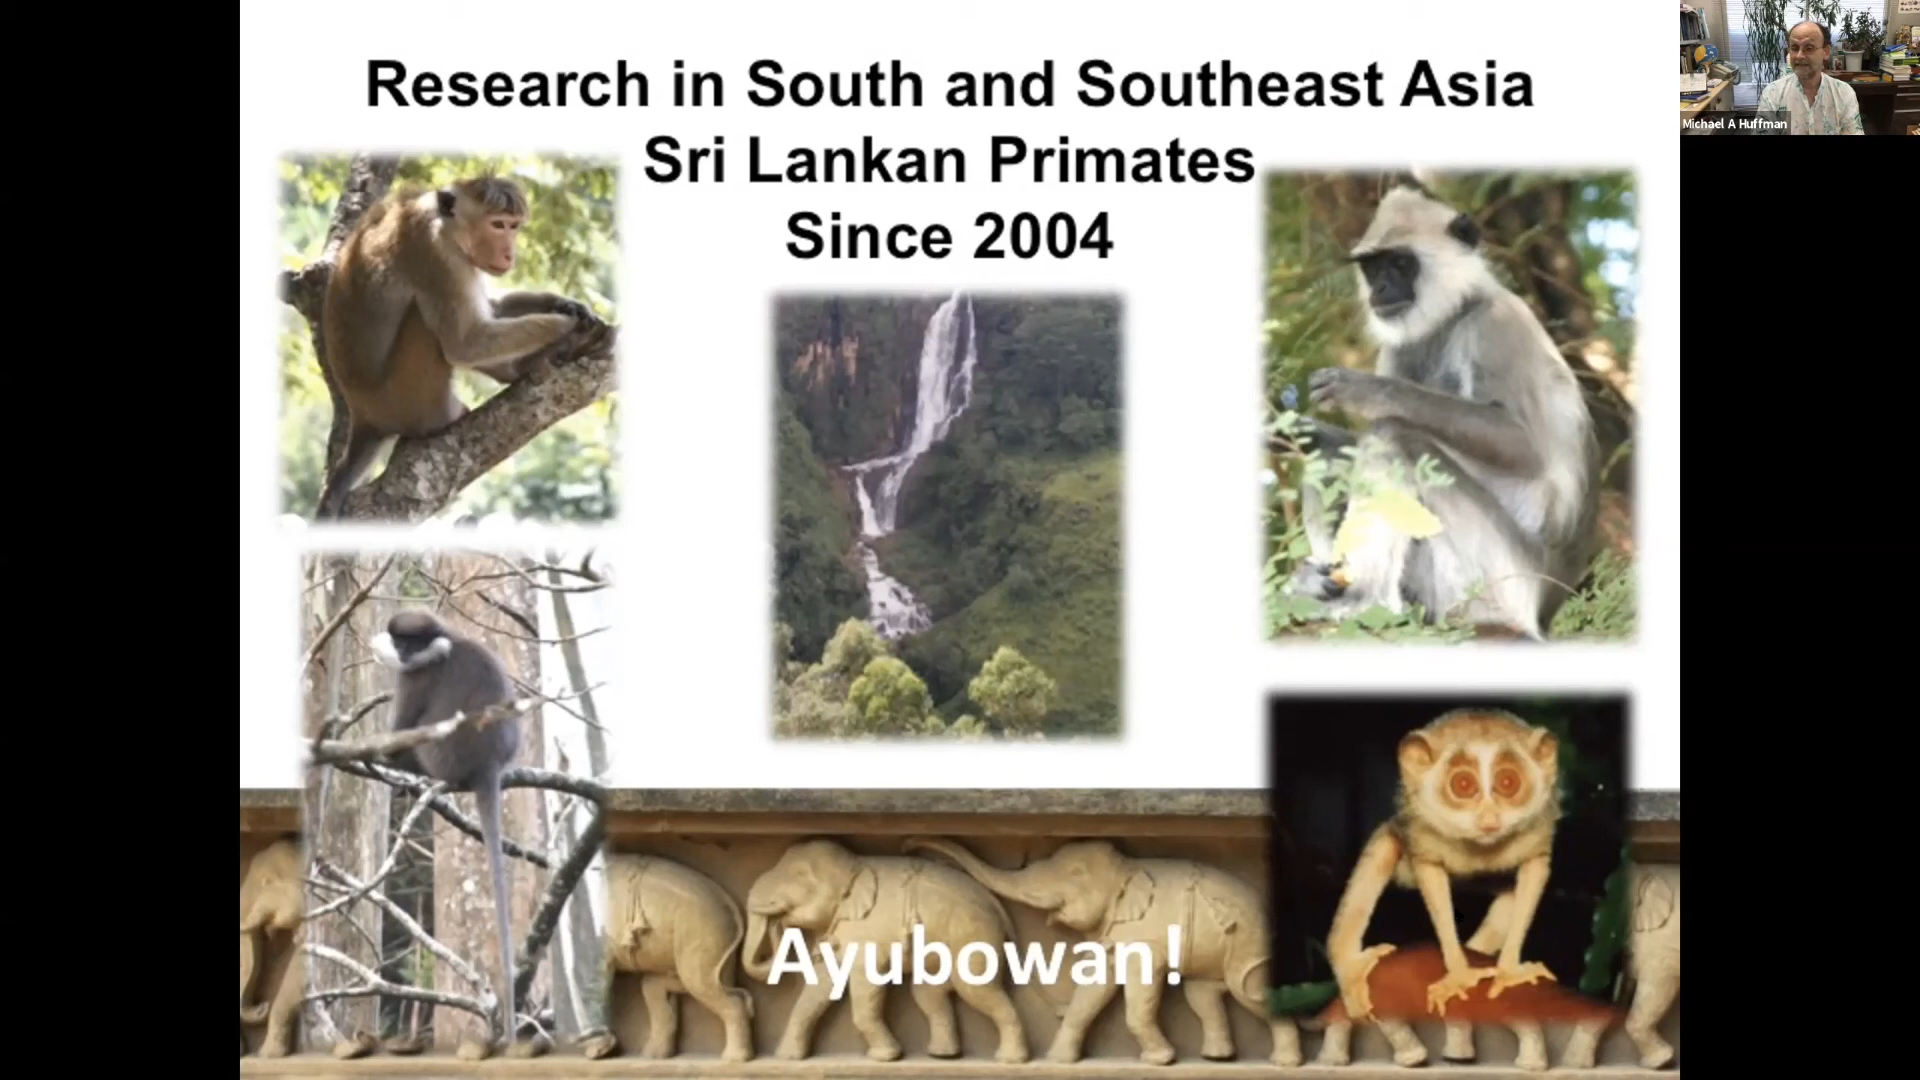 Research in South and Southeast Asia
Sri Lankan Primates
Since 2004
Ayubowan!
Michael A Huffman